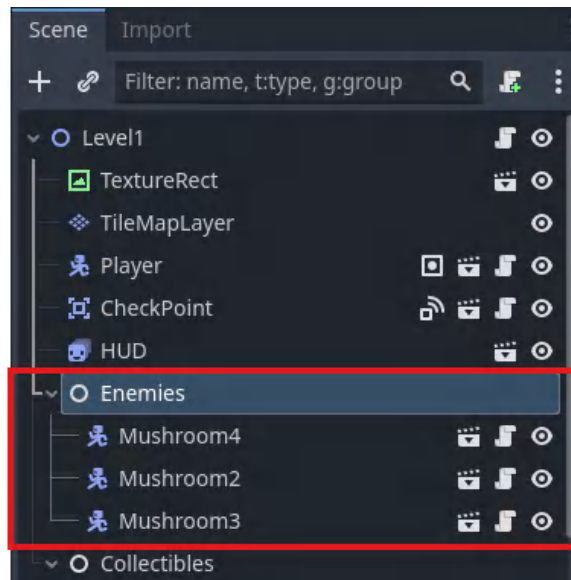 Scene Import
Filter: name, t:type, g:group
Level1
TextureRect
TileMapLayer
Player
CheckPoint
HUD
Enemies
Mushroom4
Mushroom2
Mushroom3
Collectibles